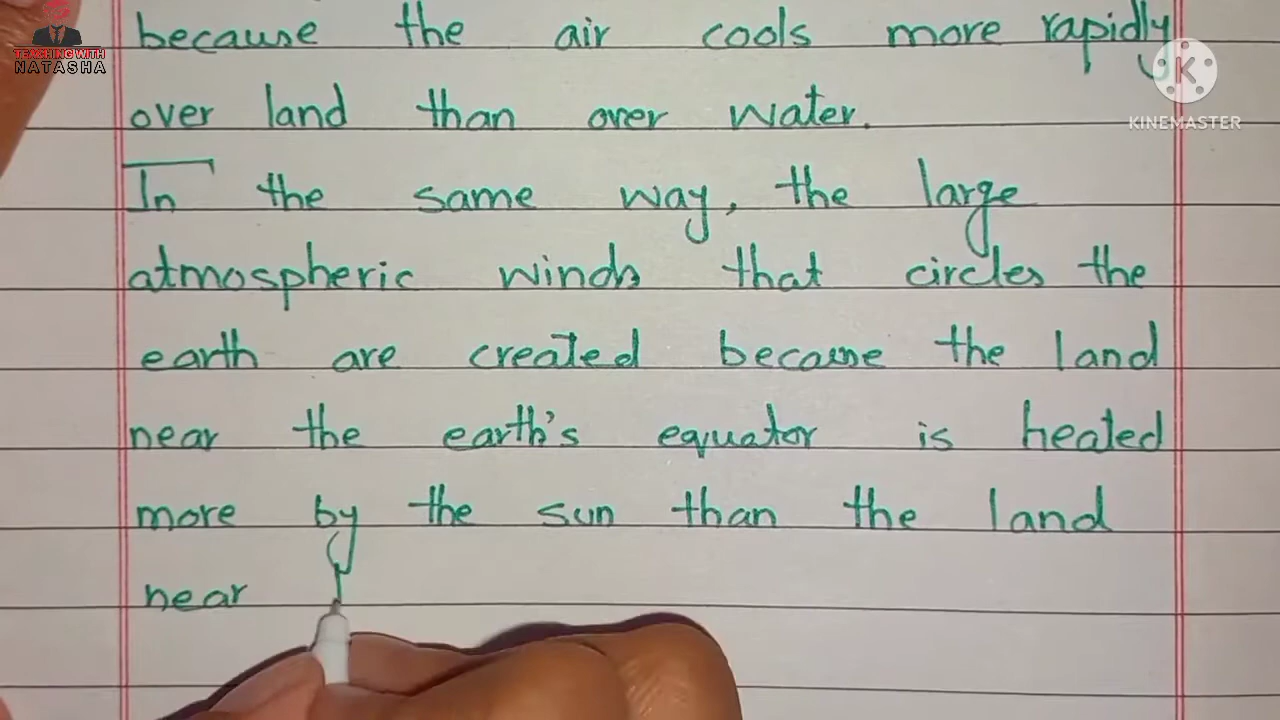 TEACHING WITH
NATASHA
because the air cools more rapidly
K
KINEMASTER
over land than over water.
In the same way, the large
atmospheric winds that circles the
earth are created because the land
near the earth's equator is heated
more by the sun than the land
near